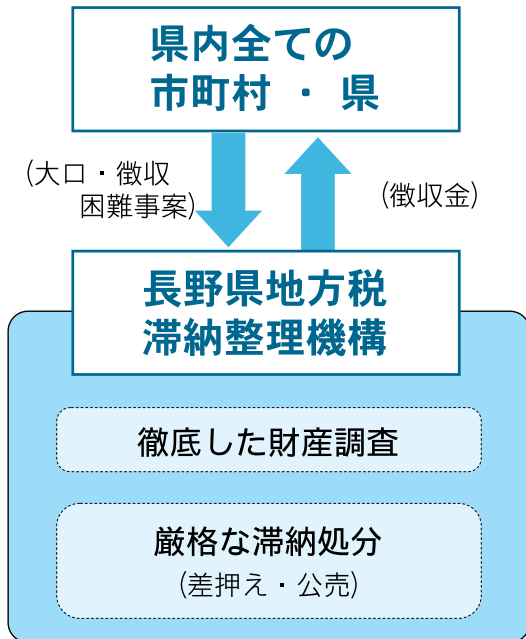 県内全ての
市町村 ・ 県
(大口・徴収
困難事案)
(徴収金)
長野県地方税
滞納整理機構
徹底した財産調査
厳格な滞納処分
(差押え・公売)